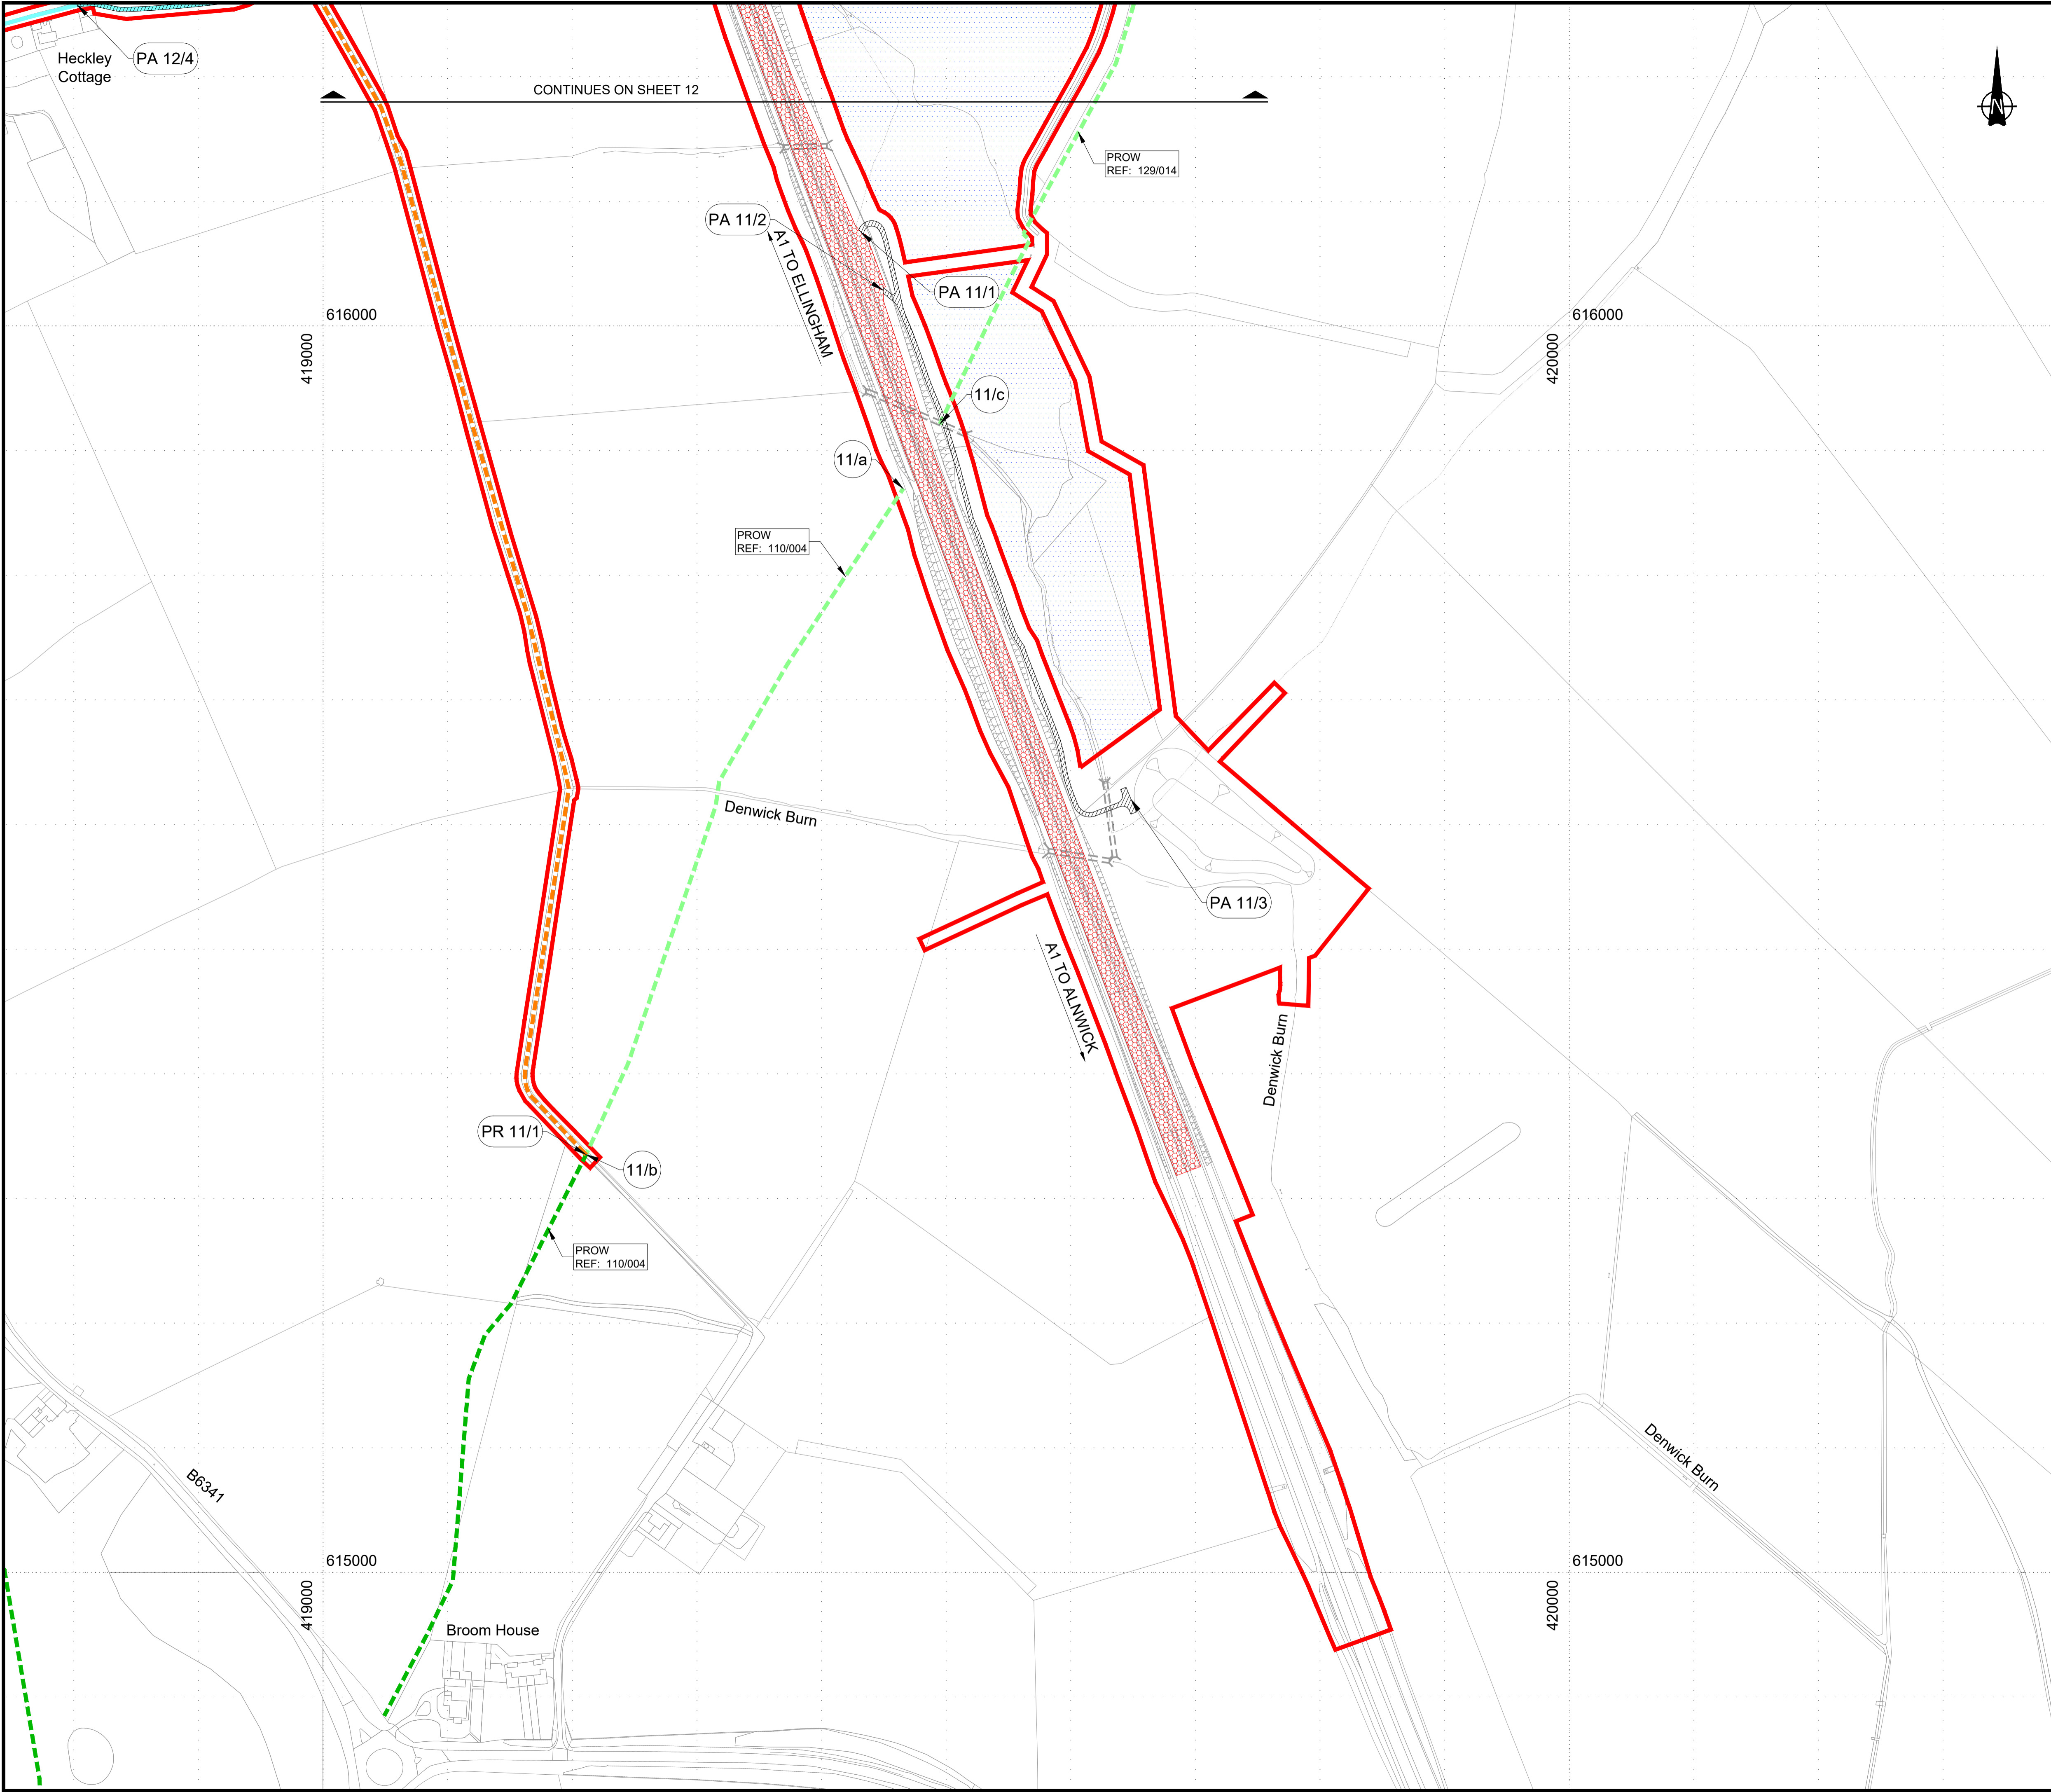 Heckley
Cottage
PA 12/4
CONTINUES ON SHEET 12
N
PROW
REF: 129/014
PA 11/2
A1 TO ELLINGHAM
PA 11/1
616000
616000
419000
420000
11/c
11/a
PROW
REF: 110/004
Denwick Burn
PA 11/3
A1 TO ALNWICK
Denwick Burn
PR 11/1
11/b
PROW
REF: 110/004
B6341
Denwick Burn
615000
615000
419000
420000
Broom House